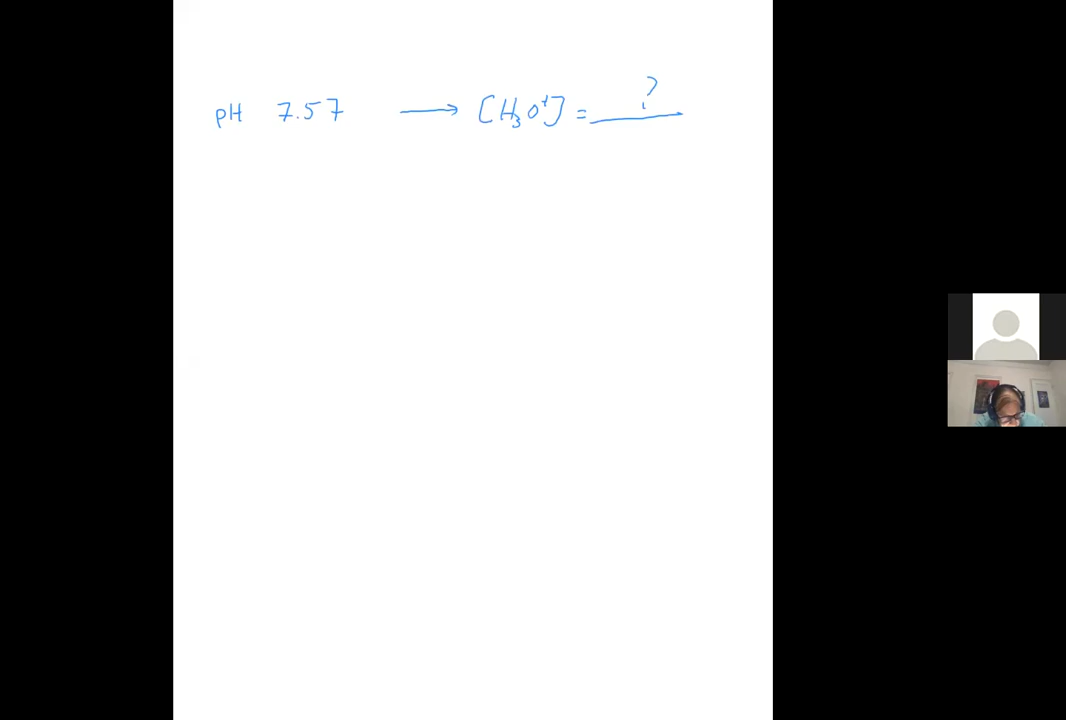 pH 7.57 ⟶ [H₃O⁺] = ?